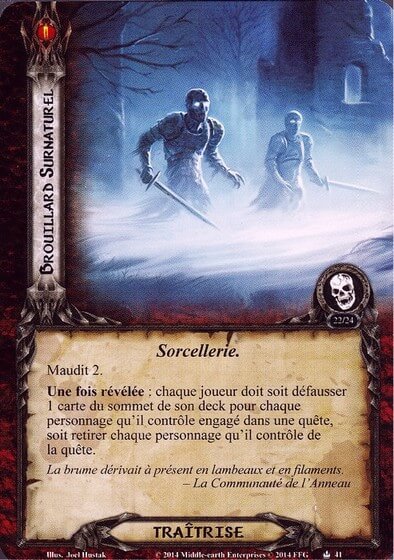 Brouillard Surnaturel
22/24
Sorcellerie.
Maudit 2.
Une fois révélée : chaque joueur doit soit défausser
1 carte du sommet de son deck pour chaque
personnage qu'il contrôle engagé dans une quête,
soit retirer chaque personnage qu'il contrôle de
la quête.
La brume dérivait à présent en lambeaux et en filaments.
– La Communauté de l'Anneau
TRAÎTRISE
Illus. Joel Hustak
© 2014 Middle-earth Enterprises © 2014 FFG
41